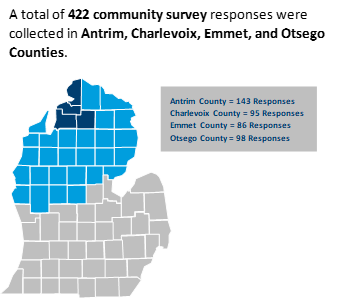 A total of 422 community survey responses were
collected in Antrim, Charlevoix, Emmet, and Otsego
Counties.
Antrim County = 143 Responses
Charlevoix County = 95 Responses
Emmet County = 86 Responses
Otsego County = 98 Responses